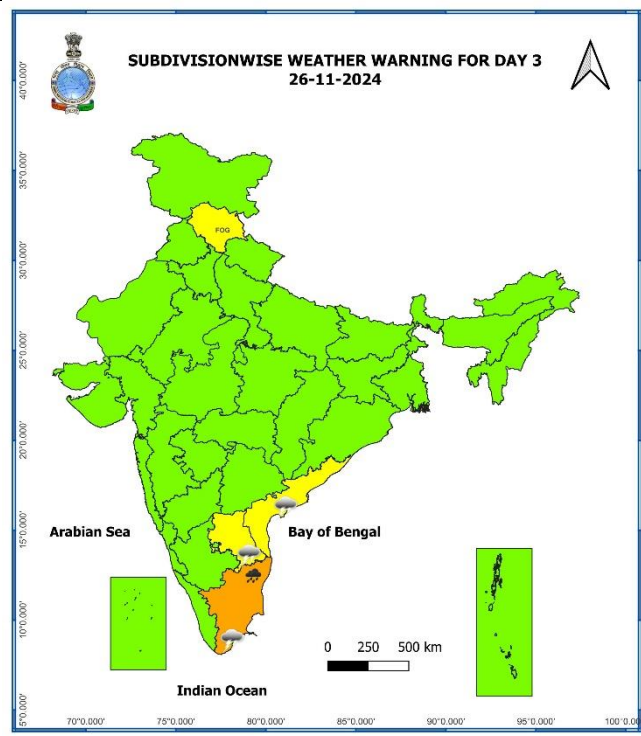 SUBDIVISIONWISE WEATHER WARNING FOR DAY 3
26-11-2024
40°0.000'
35°0.000'
30°0.000'
25°0.000'
20°0.000'
15°0.000'
10°0.000'
5°0.000'
FOG
Arabian Sea
Bay of Bengal
0 250 500 km
Indian Ocean
70°0.000' 75°0.000' 80°0.000' 85°0.000' 90°0.000' 95°0.000' 100°0.0